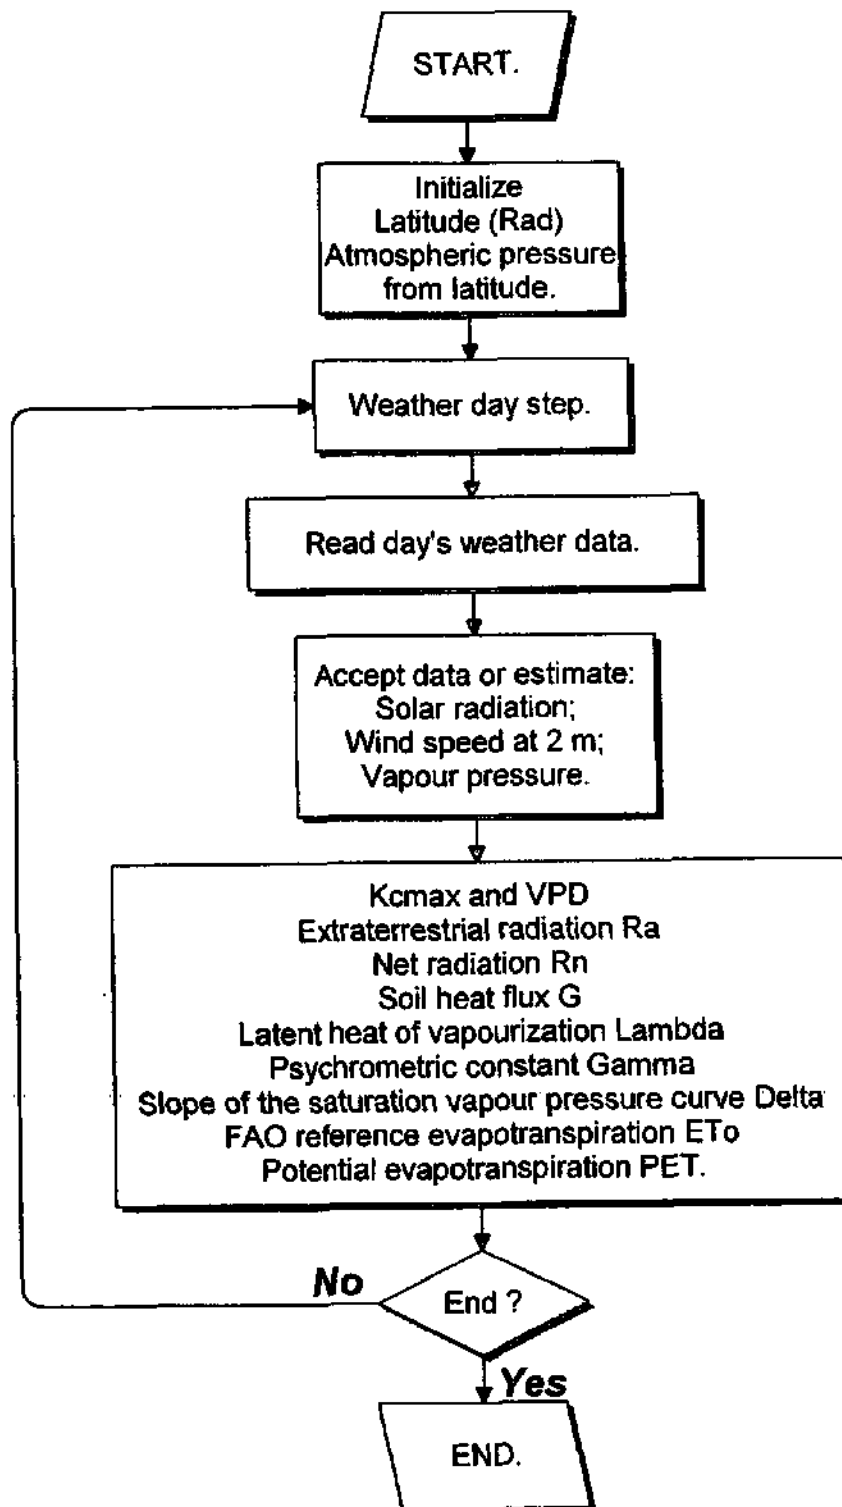 START.
Initialize
Latitude (Rad)
Atmospheric pressure
from latitude.
Weather day step.
Read day's weather data.
Accept data or estimate:
Solar radiation;
Wind speed at 2 m;
Vapour pressure.
Kcmax and VPD
Extraterrestrial radiation Ra
Net radiation Rn
Soil heat flux G
Latent heat of vapourization Lambda
Psychrometric constant Gamma
Slope of the saturation vapour pressure curve Delta
FAO reference evapotranspiration ETo
Potential evapotranspiration PET.
No
End ?
Yes
END.